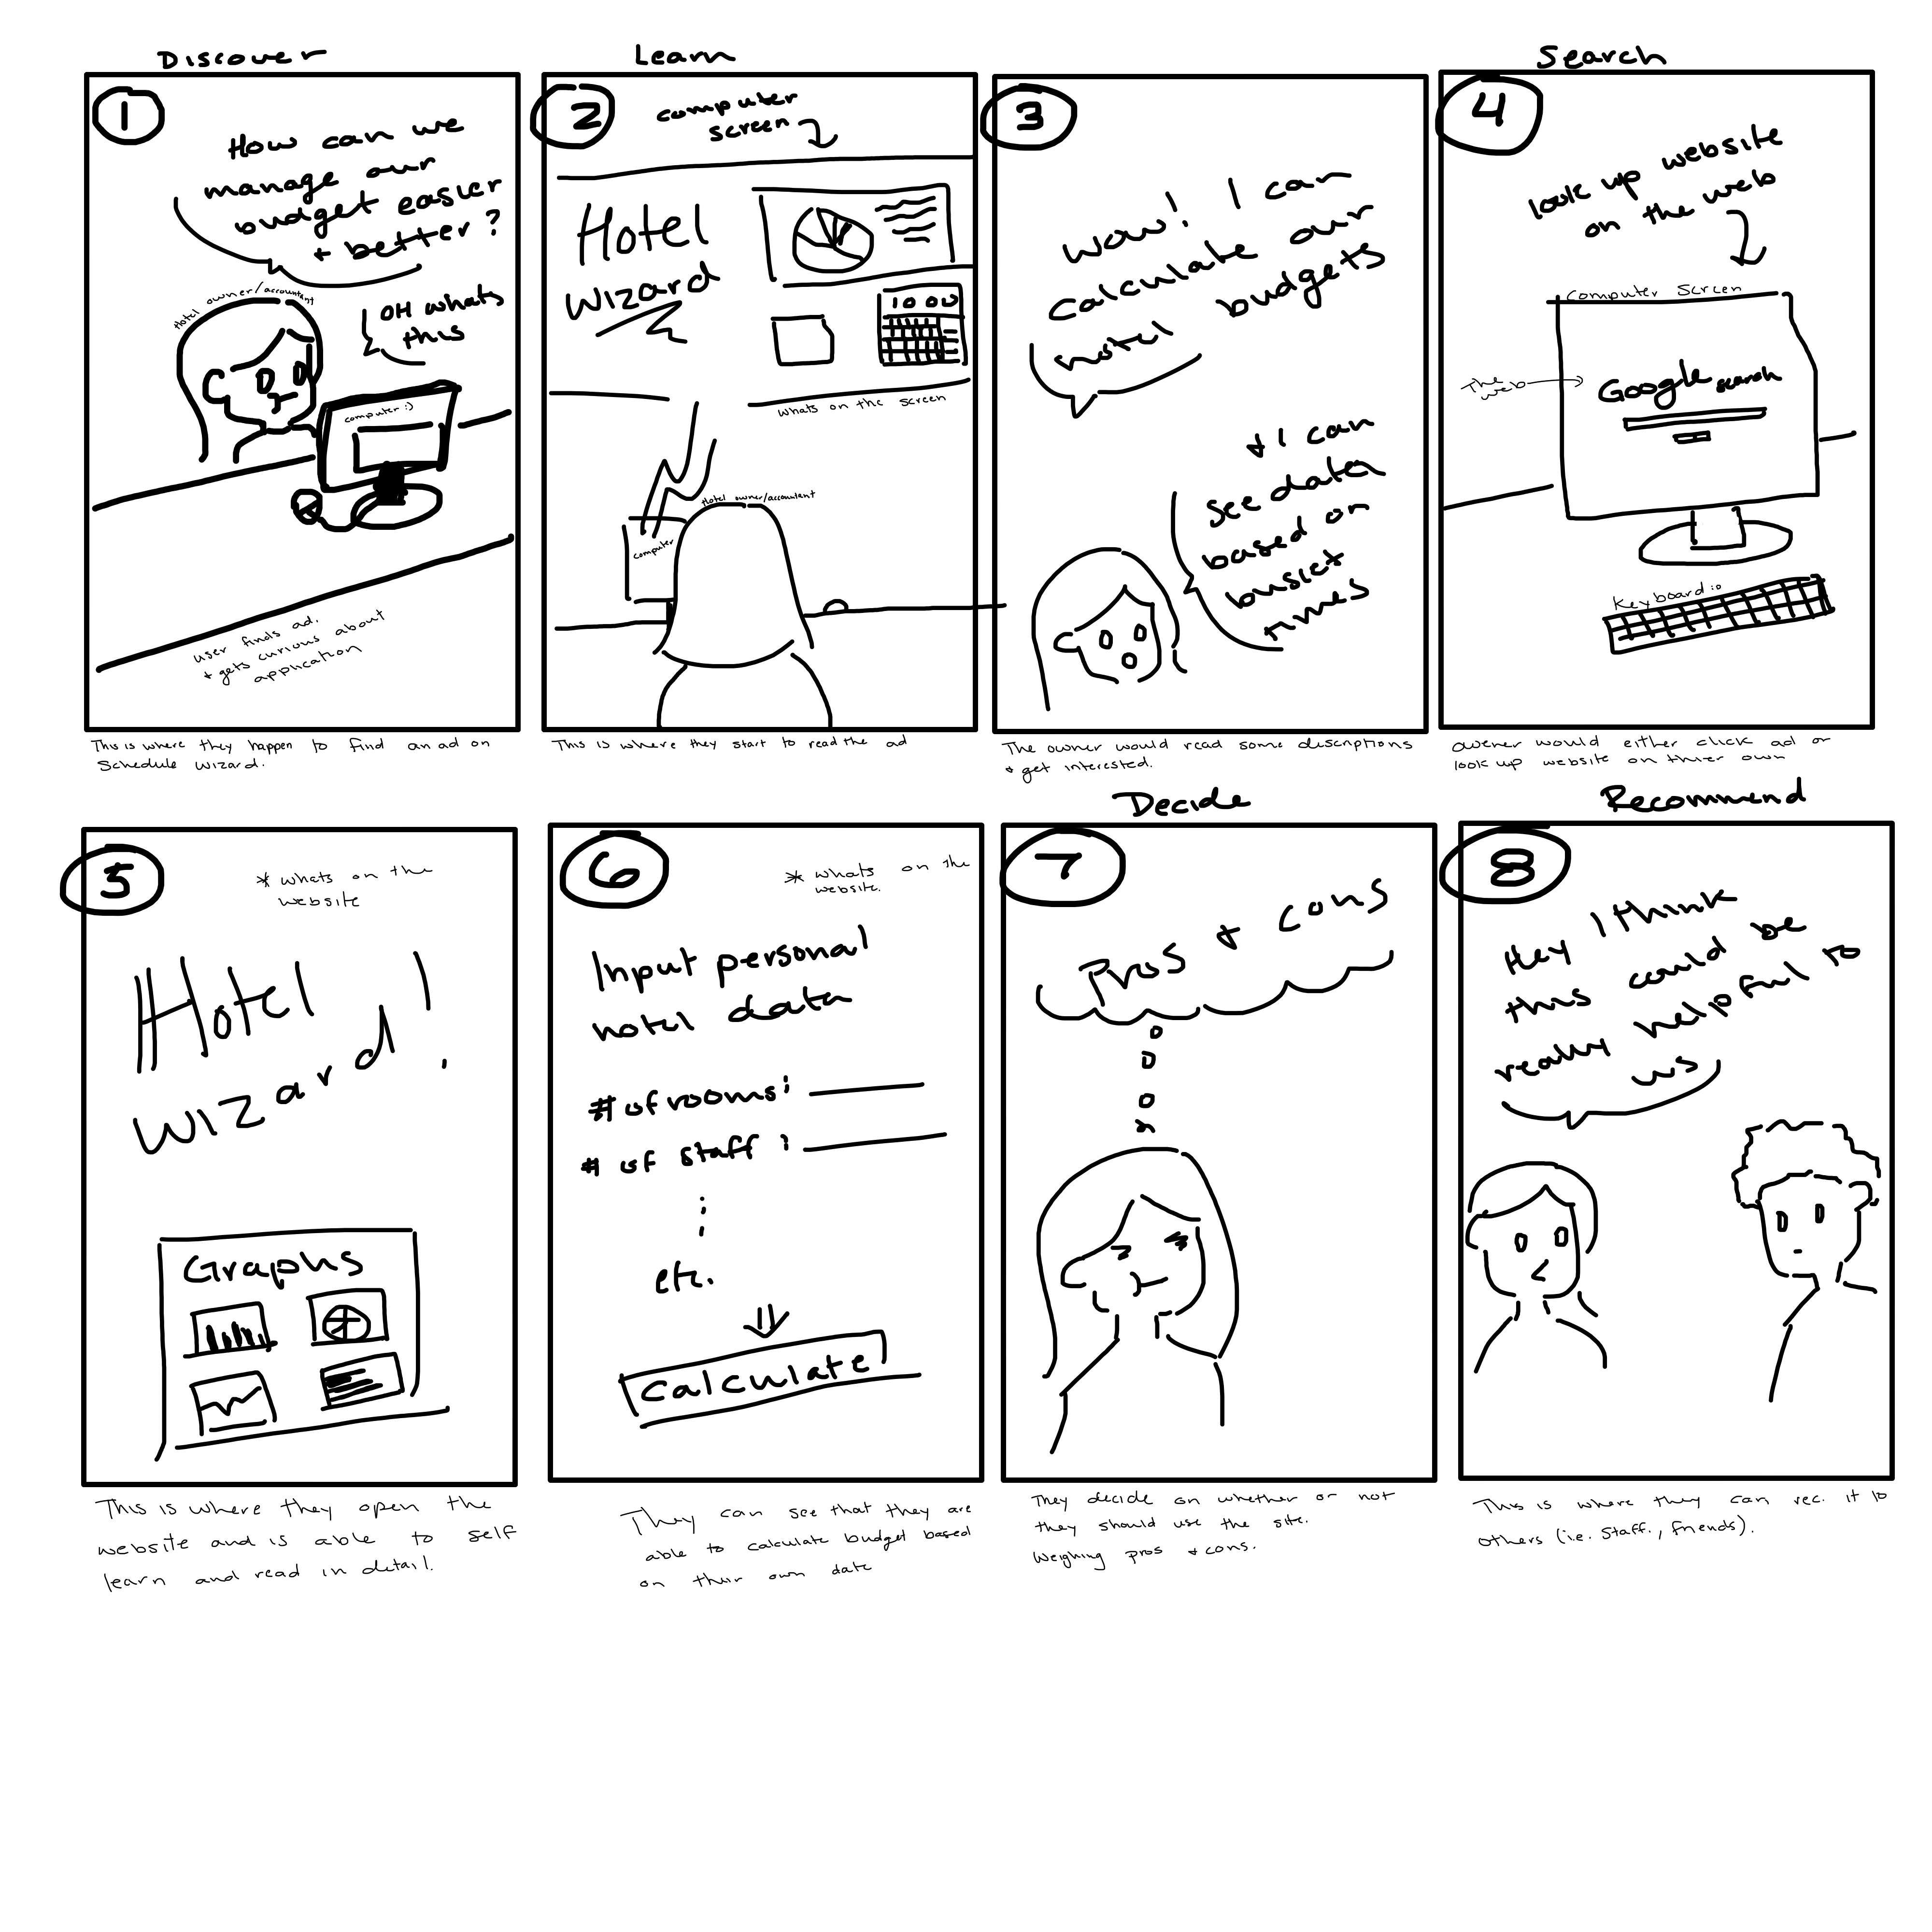 Discover
1
How can we
manage our
budget easier
+ better?
Hotel owner/accountant
OH whats
this
computer :)
user finds ad.
+ gets curious about
application
This is where they happen to find an ad on
Schedule Wizard.
Learn
2
computer
screen
Hotel
Wizard
1000
whats on the screen
Hotel owner/accountant
computer
This is where they start to read the ad
3
Wow! I can
calculate our
hotel budgets
+ I can
see data
based on
busier
times
The owner would read some descriptions
+ get interested.
Search
4
look up website
on the web
Computer Screen
The
web
Google search
Keyboard :o
owener would either click ad or
look up website on thier own
5
* whats on the
website
Hotel
Wizard!
Graphs
This is where they open the
website and is able to self
learn and read in detail.
6
* whats on the
website.
Input personal
hotel data
# of rooms:
# of staff:
etc.
Calculate
They can see that they are
able to calculate budget based
on their own date
Decide
7
Pros + cons
They decide on whether or not
they should use the site.
Weighing pros + cons.
Recommend
8
Hey I think
this could be
really helpful to
us
This is where they can rec. it to
others (i.e. Staff., friends).